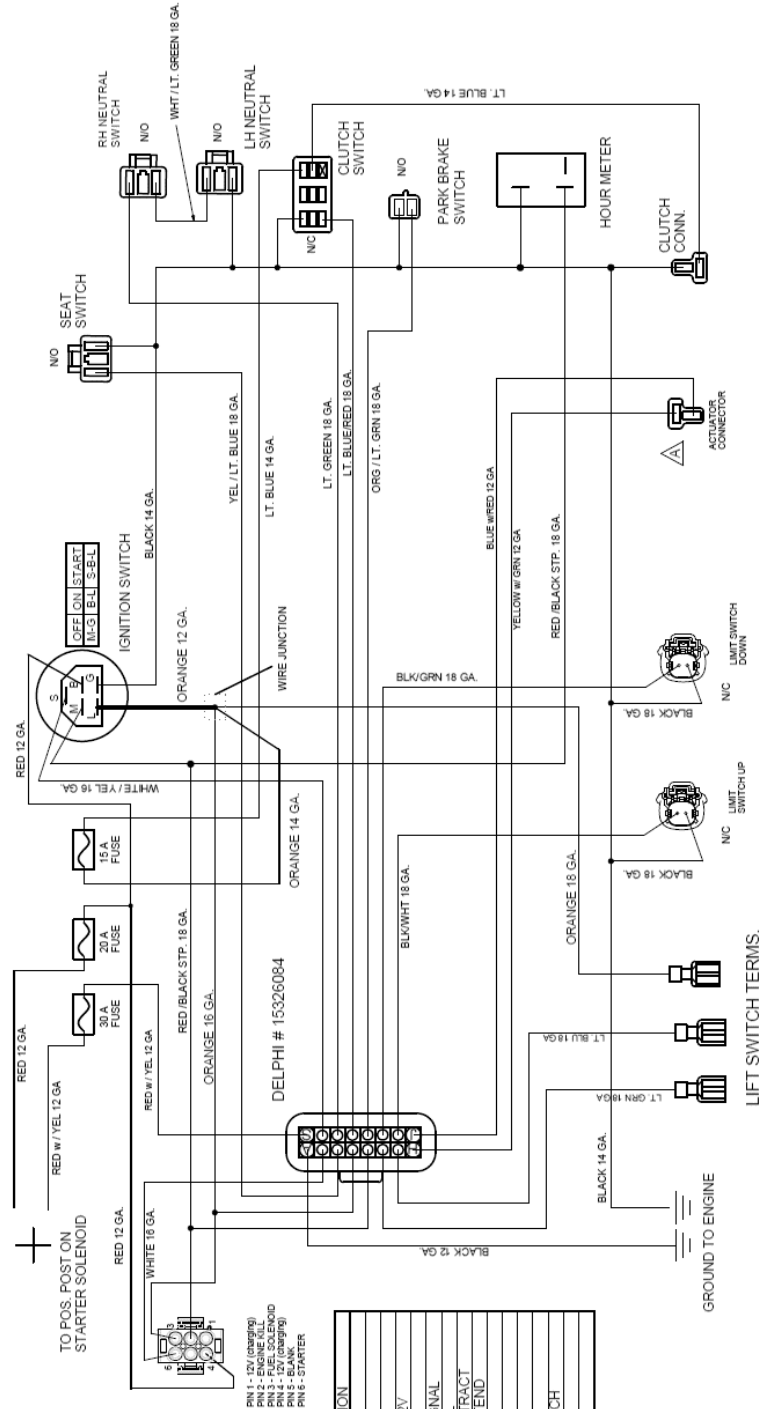 RH NEUTRAL
SWITCH
N/O
WHT / LT. GREEN 18 GA.
N/O
LH NEUTRAL
SWITCH
CLUTCH
SWITCH
N/C
LT. BLUE 14 GA.
N/O
PARK BRAKE
SWITCH
HOUR METER
CLUTCH
CONN.
SEAT
SWITCH
N/O
YEL / LT. BLUE 18 GA.
LT. BLUE 14 GA.
LT. GREEN 18 GA.
LT. BLUE/RED 18 GA.
ORG / LT. GRN 18 GA.
BLACK 14 GA.
OFF ON START
M-G B-L S-B-L
IGNITION SWITCH
S
M
B
L
G
ORANGE 12 GA.
WIRE JUNCTION
BLUE w/RED 12 GA
YELLOW w/ GRN 12 GA
RED /BLACK STP. 18 GA.
A
ACTUATOR
CONNECTOR
RED 12 GA.
WHITE / YEL 16 GA.
15 A
FUSE
20 A
FUSE
30 A
FUSE
ORANGE 14 GA.
BLK/GRN 18 GA.
BLACK 18 GA.
N/C
LIMIT SWITCH
DOWN
BLK/WHT 18 GA.
BLACK 18 GA.
N/C
LIMIT
SWITCH UP
ORANGE 18 GA.
RED 12 GA.
RED w / YEL 12 GA
RED w / YEL 12 GA
RED /BLACK STP. 18 GA.
ORANGE 16 GA.
DELPHI # 15326084
LT. BLU 18 GA
LT. GRN 18 GA
LIFT SWITCH TERMS.
TO POS. POST ON
STARTER SOLENOID
RED 12 GA.
WHITE 16 GA.
BLACK 12 GA.
BLACK 14 GA.
GROUND TO ENGINE
3
1
6
4
PIN 1 - 12V (charging)
PIN 2 - ENGINE KILL
PIN 3 - FUEL SOLENOID
PIN 4 - 12V (charging)
PIN 5 - BLANK
PIN 6 - STARTER